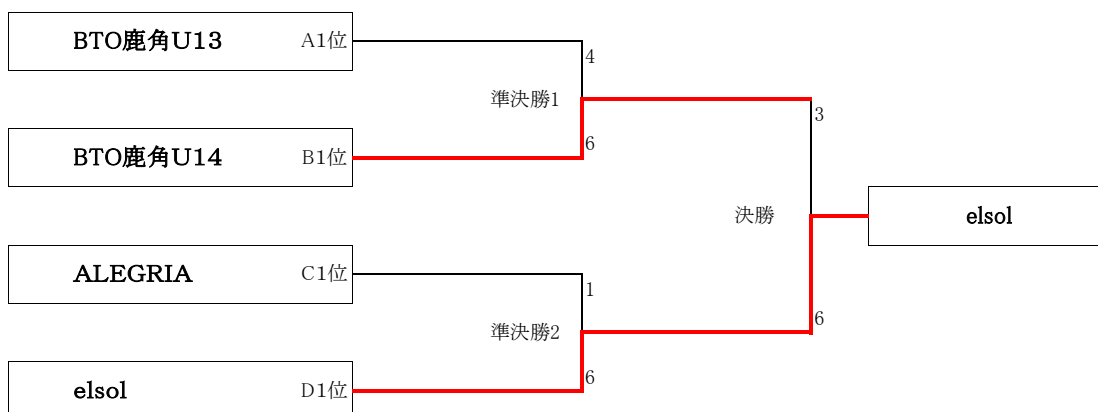 BTO鹿角U13 A1位
4
準決勝1
3
6
BTO鹿角U14 B1位
決勝
elsol
ALEGRIA C1位
1
準決勝2
6
6
elsol D1位